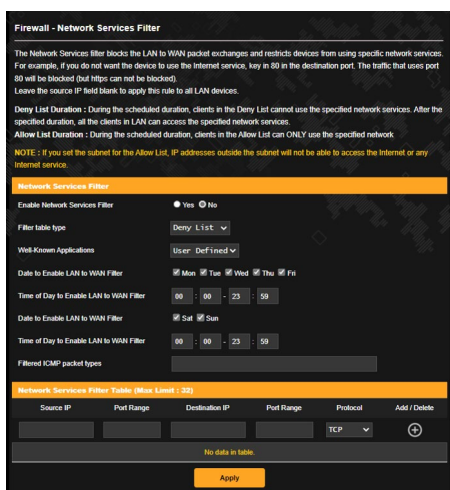 Firewall - Network Services Filter
The Network Services filter blocks the LAN to WAN packet exchanges and restricts devices from using specific network services.
For example, if you do not want the device to use the Internet service, key in 80 in the destination port. The traffic that uses port
80 will be blocked (but https can not be blocked).
Leave the source IP field blank to apply this rule to all LAN devices.
Deny List Duration : During the scheduled duration, clients in the Deny List cannot use the specified network services. After the
specified duration, all the clients in LAN can access the specified network services.
Allow List Duration : During the scheduled duration, clients in the Allow List can ONLY use the specified network
NOTE : If you set the subnet for the Allow List, IP addresses outside the subnet will not be able to access the Internet or any
Internet service.
Network Services Filter
Enable Network Services Filter Yes No
Filter table type Deny List
Well-Known Applications User Defined
Date to Enable LAN to WAN Filter Mon Tue Wed Thu Fri
Time of Day to Enable LAN to WAN Filter 00 : 00 - 23 : 59
Date to Enable LAN to WAN Filter Sat Sun
Time of Day to Enable LAN to WAN Filter 00 : 00 - 23 : 59
Filtered ICMP packet types
Network Services Filter Table (Max Limit : 32)
Source IP Port Range Destination IP Port Range Protocol Add / Delete
TCP
No data in table.
Apply